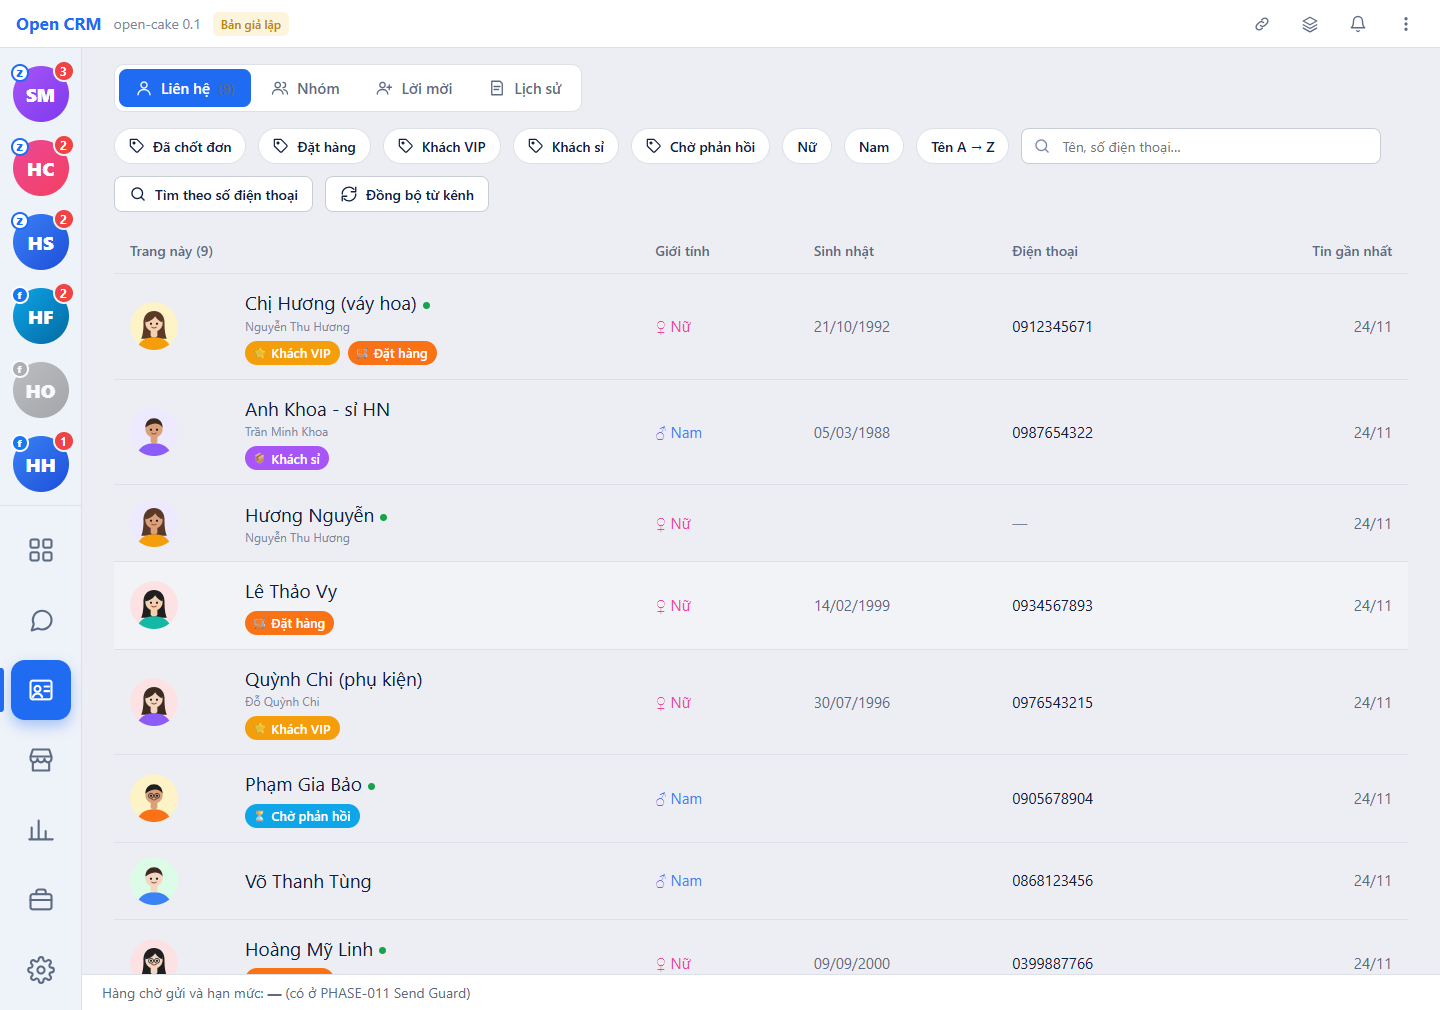 Open CRM open-cake 0.1 Bản giả lập
z 3
SM
z 2
HC
z 2
HS
f 2
HF
f
HO
f 1
HH
Liên hệ (9) Nhóm Lời mời Lịch sử
Đã chốt đơn Đặt hàng Khách VIP Khách sỉ Chờ phản hồi Nữ Nam Tên A → Z Tên, số điện thoại...
Tìm theo số điện thoại Đồng bộ từ kênh
Trang này (9) Giới tính Sinh nhật Điện thoại Tin gần nhất
Chị Hương (váy hoa)
Nguyễn Thu Hương
Khách VIP Đặt hàng
♀ Nữ 21/10/1992 0912345671 24/11
Anh Khoa - sỉ HN
Trần Minh Khoa
Khách sỉ
♂ Nam 05/03/1988 0987654322 24/11
Hương Nguyễn
Nguyễn Thu Hương
♀ Nữ — 24/11
Lê Thảo Vy
Đặt hàng
♀ Nữ 14/02/1999 0934567893 24/11
Quỳnh Chi (phụ kiện)
Đỗ Quỳnh Chi
Khách VIP
♀ Nữ 30/07/1996 0976543215 24/11
Phạm Gia Bảo
Chờ phản hồi
♂ Nam 0905678904 24/11
Võ Thanh Tùng
♂ Nam 0868123456 24/11
Hoàng Mỹ Linh
♀ Nữ 09/09/2000 0399887766 24/11
Hàng chờ gửi và hạn mức: — (có ở PHASE-011 Send Guard)